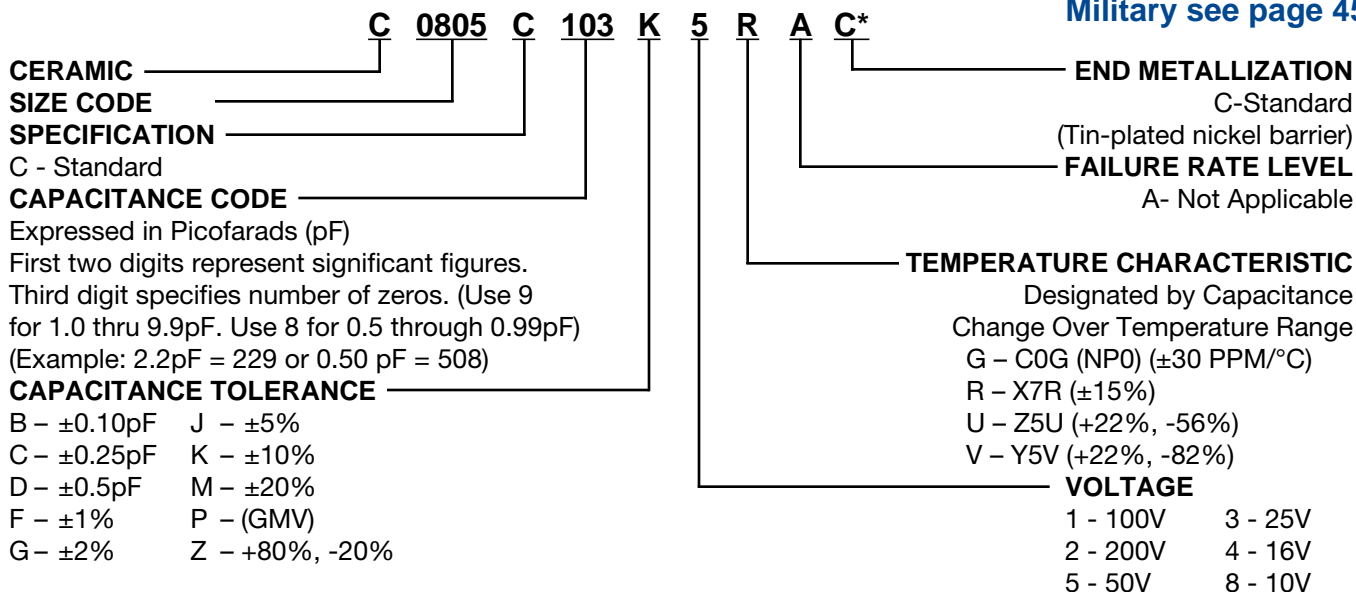 Military see page 45
C 0805 C 103 K 5 R A C*
CERAMIC
SIZE CODE
SPECIFICATION
C - Standard
CAPACITANCE CODE
Expressed in Picofarads (pF)
First two digits represent significant figures.
Third digit specifies number of zeros. (Use 9
for 1.0 thru 9.9pF. Use 8 for 0.5 through 0.99pF)
(Example: 2.2pF = 229 or 0.50 pF = 508)
CAPACITANCE TOLERANCE
B – ±0.10pF J – ±5%
C – ±0.25pF K – ±10%
D – ±0.5pF M – ±20%
F – ±1% P – (GMV)
G – ±2% Z – +80%, -20%
END METALLIZATION
C-Standard
(Tin-plated nickel barrier)
FAILURE RATE LEVEL
A- Not Applicable
TEMPERATURE CHARACTERISTIC
Designated by Capacitance
Change Over Temperature Range
G – C0G (NP0) (±30 PPM/°C)
R – X7R (±15%)
U – Z5U (+22%, -56%)
V – Y5V (+22%, -82%)
VOLTAGE
1 - 100V 3 - 25V
2 - 200V 4 - 16V
5 - 50V 8 - 10V